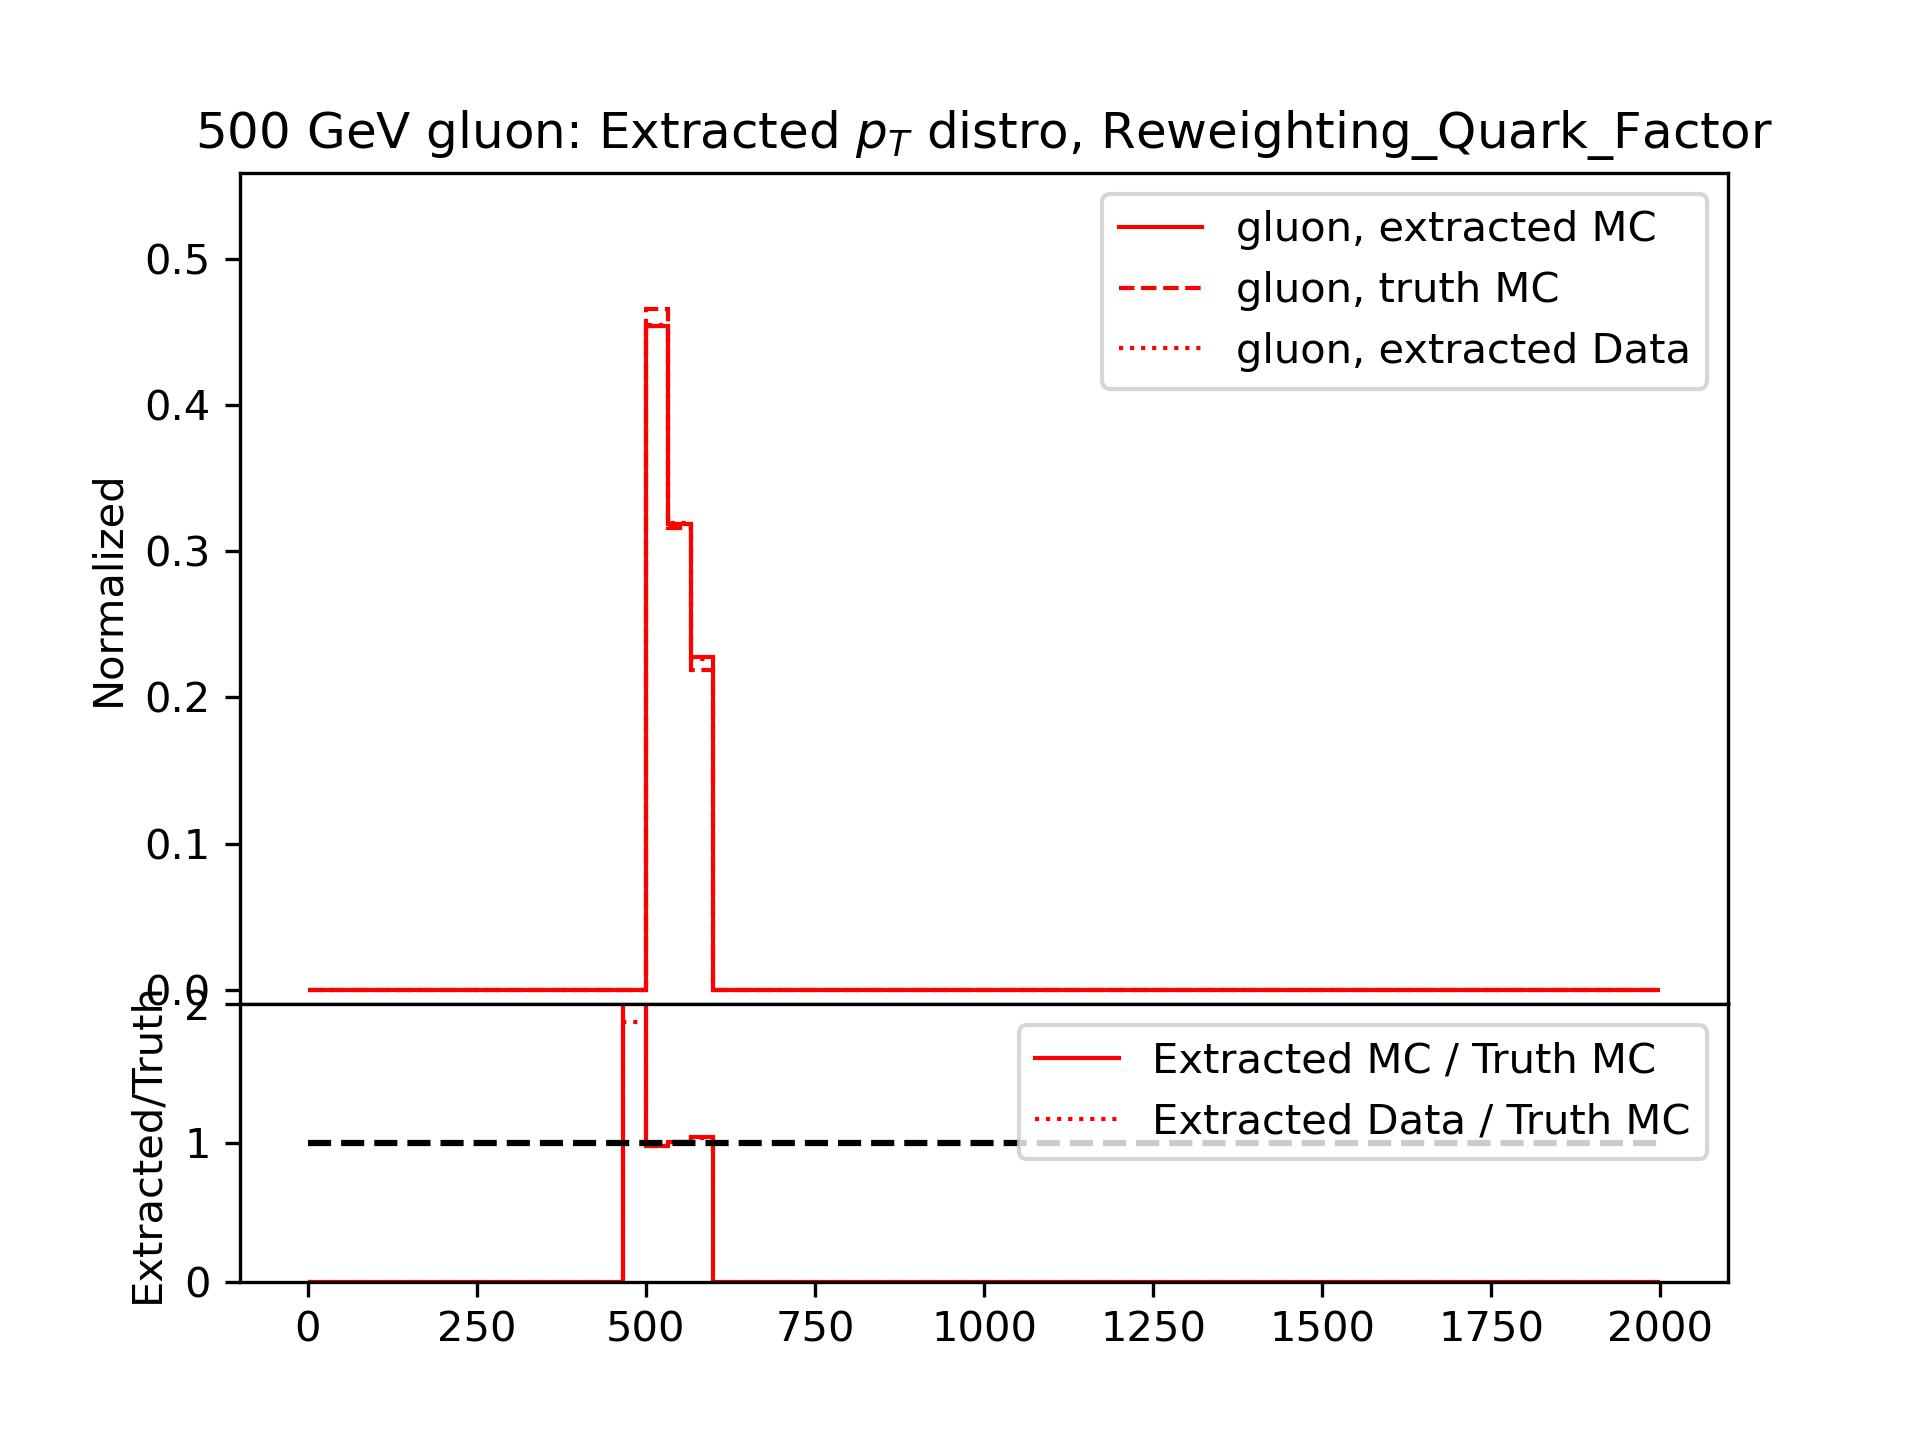 500 GeV gluon: Extracted p_T distro, Reweighting_Quark_Factor
gluon, extracted MC
gluon, truth MC
gluon, extracted Data
Normalized
0.5
0.4
0.3
0.2
0.1
0.0
Extracted/Truth
2
1
0
Extracted MC / Truth MC
Extracted Data / Truth MC
0 250 500 750 1000 1250 1500 1750 2000